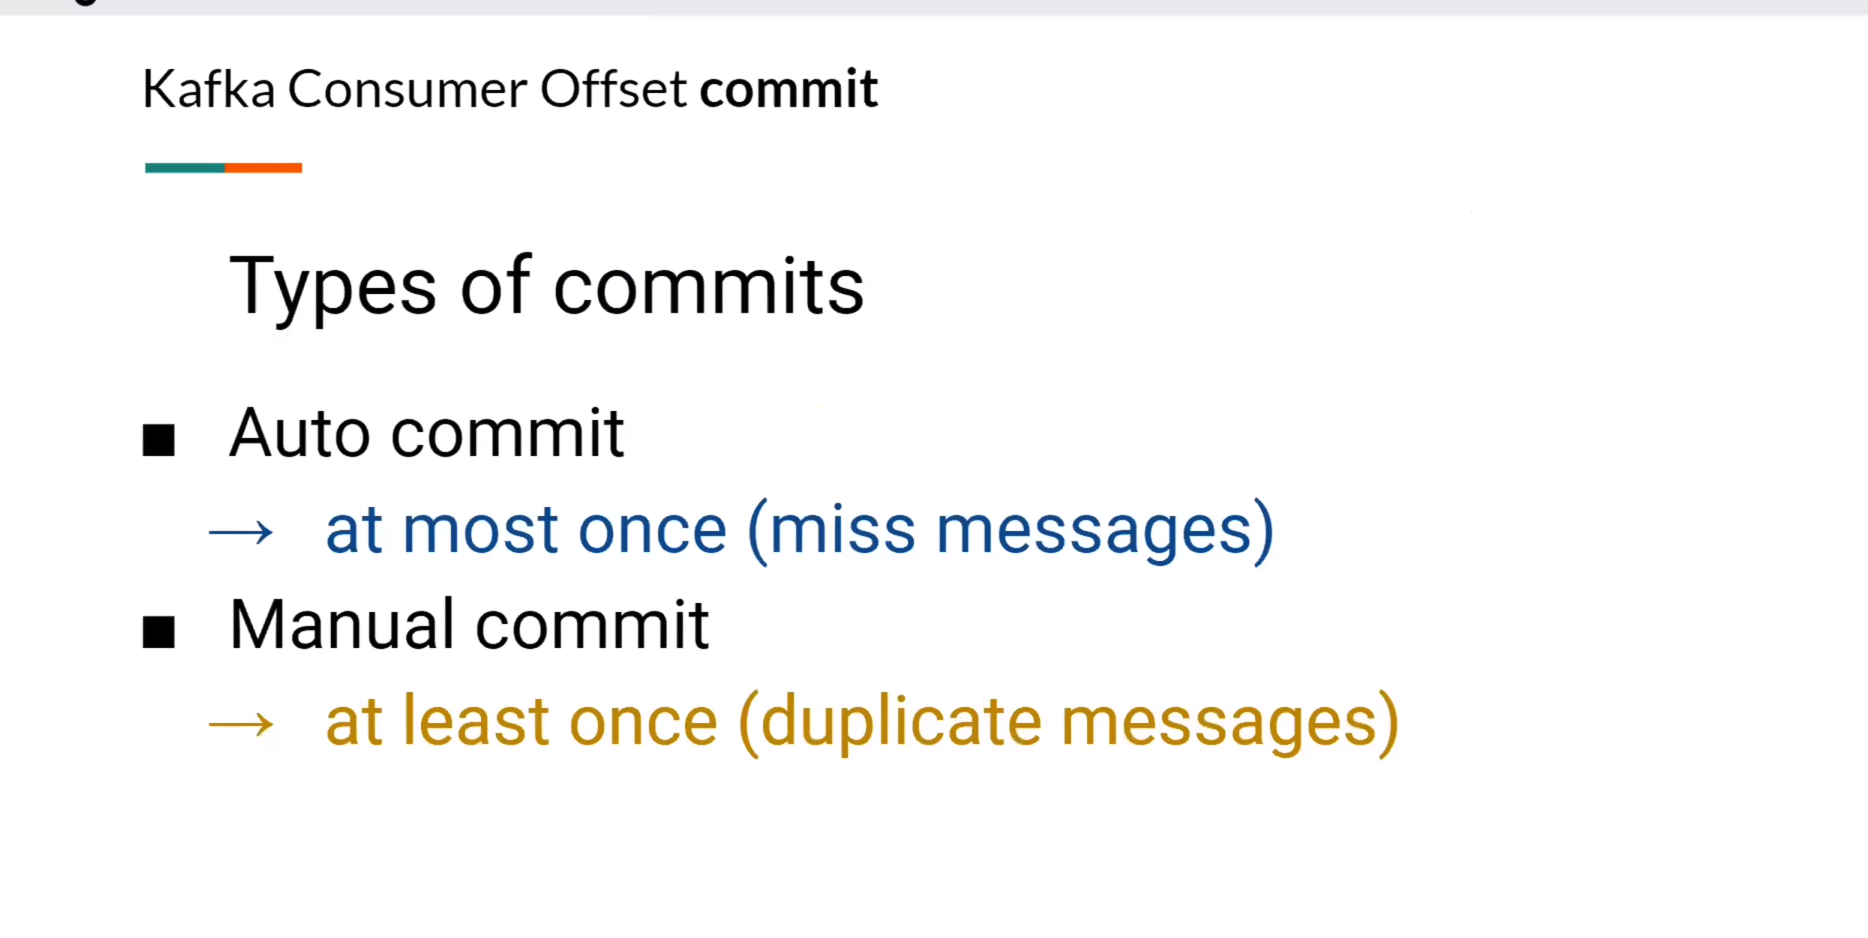 Kafka Consumer Offset commit
Types of commits
■ Auto commit
→ at most once (miss messages)
■ Manual commit
→ at least once (duplicate messages)